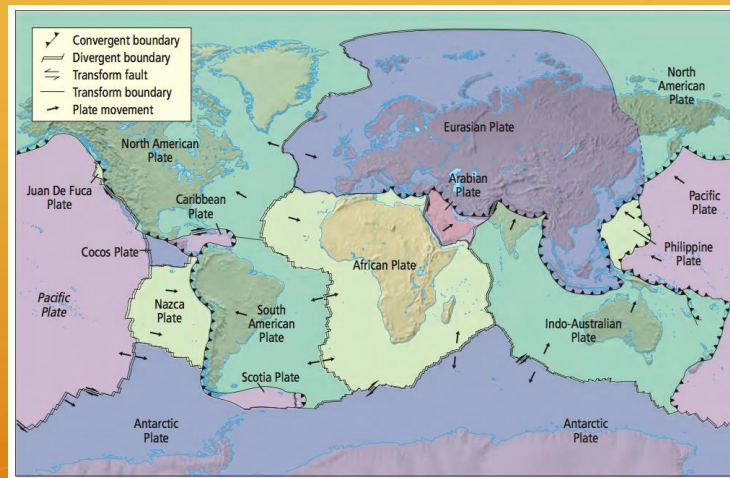 Convergent boundary
Divergent boundary
Transform fault
Transform boundary
Plate movement
North
American
Plate
Eurasian Plate
North American
Plate
Arabian
Plate
Juan De Fuca
Plate
Caribbean
Plate
Pacific
Plate
Philippine
Plate
Cocos Plate
African Plate
Pacific
Plate
Nazca
Plate
South
American
Plate
Indo-Australian
Plate
Scotia Plate
Antarctic
Plate
Antarctic
Plate